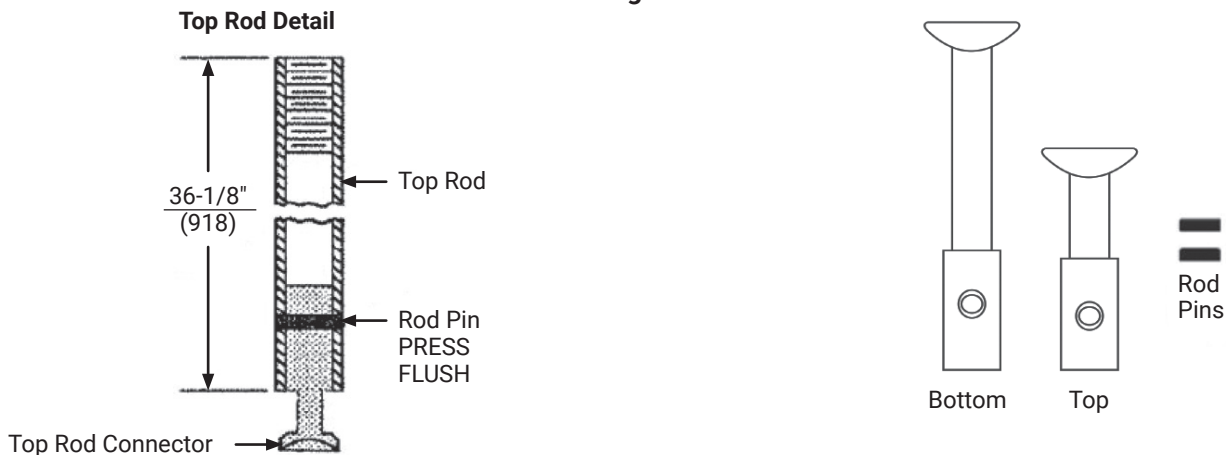 Top Rod Detail
36-1/8"
(918)
Top Rod
Rod Pin
PRESS
FLUSH
Top Rod Connector
Bottom
Top
Rod
Pins